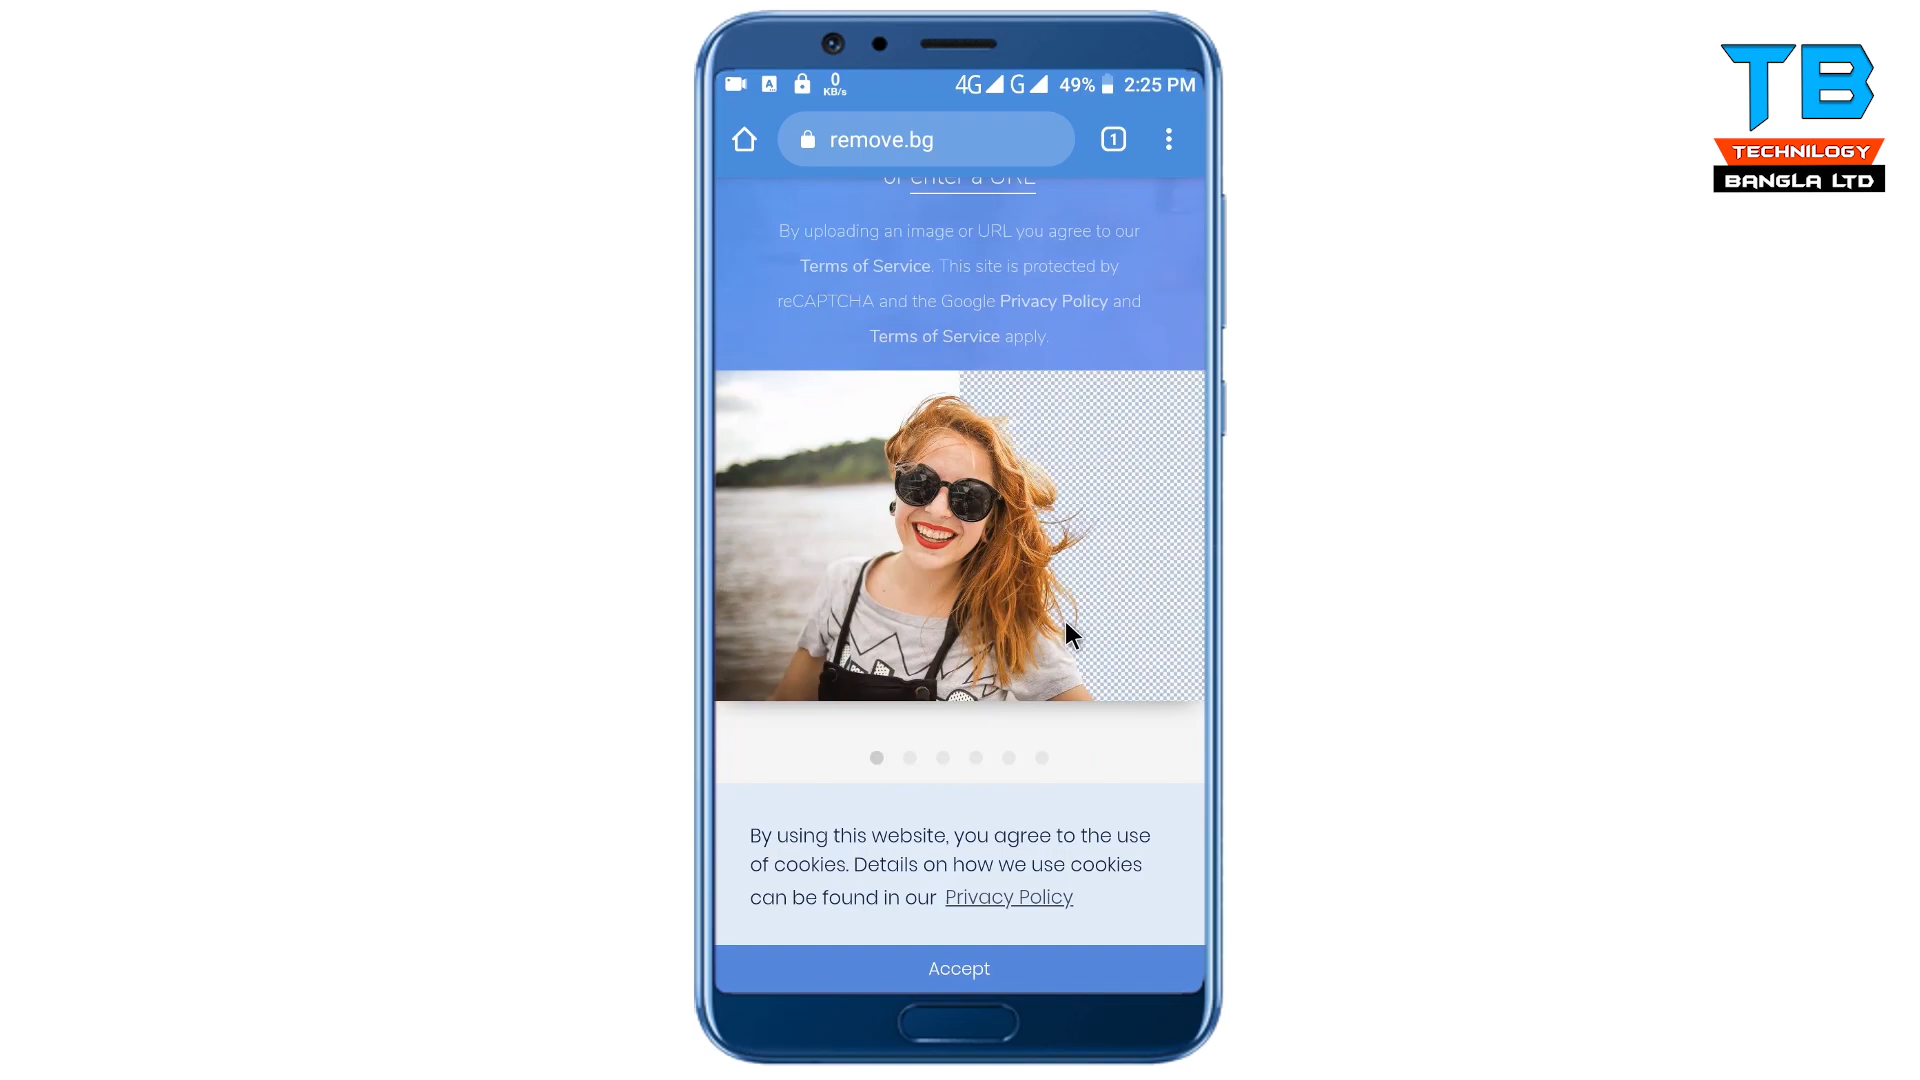 0
KB/s
4G G 49% 2:25 PM
remove.bg
1
or enter a URL
By uploading an image or URL you agree to our
Terms of Service. This site is protected by
reCAPTCHA and the Google Privacy Policy and
Terms of Service apply.
By using this website, you agree to the use
of cookies. Details on how we use cookies
can be found in our Privacy Policy
Accept
TB
TECHNILOGY
BANGLA LTD